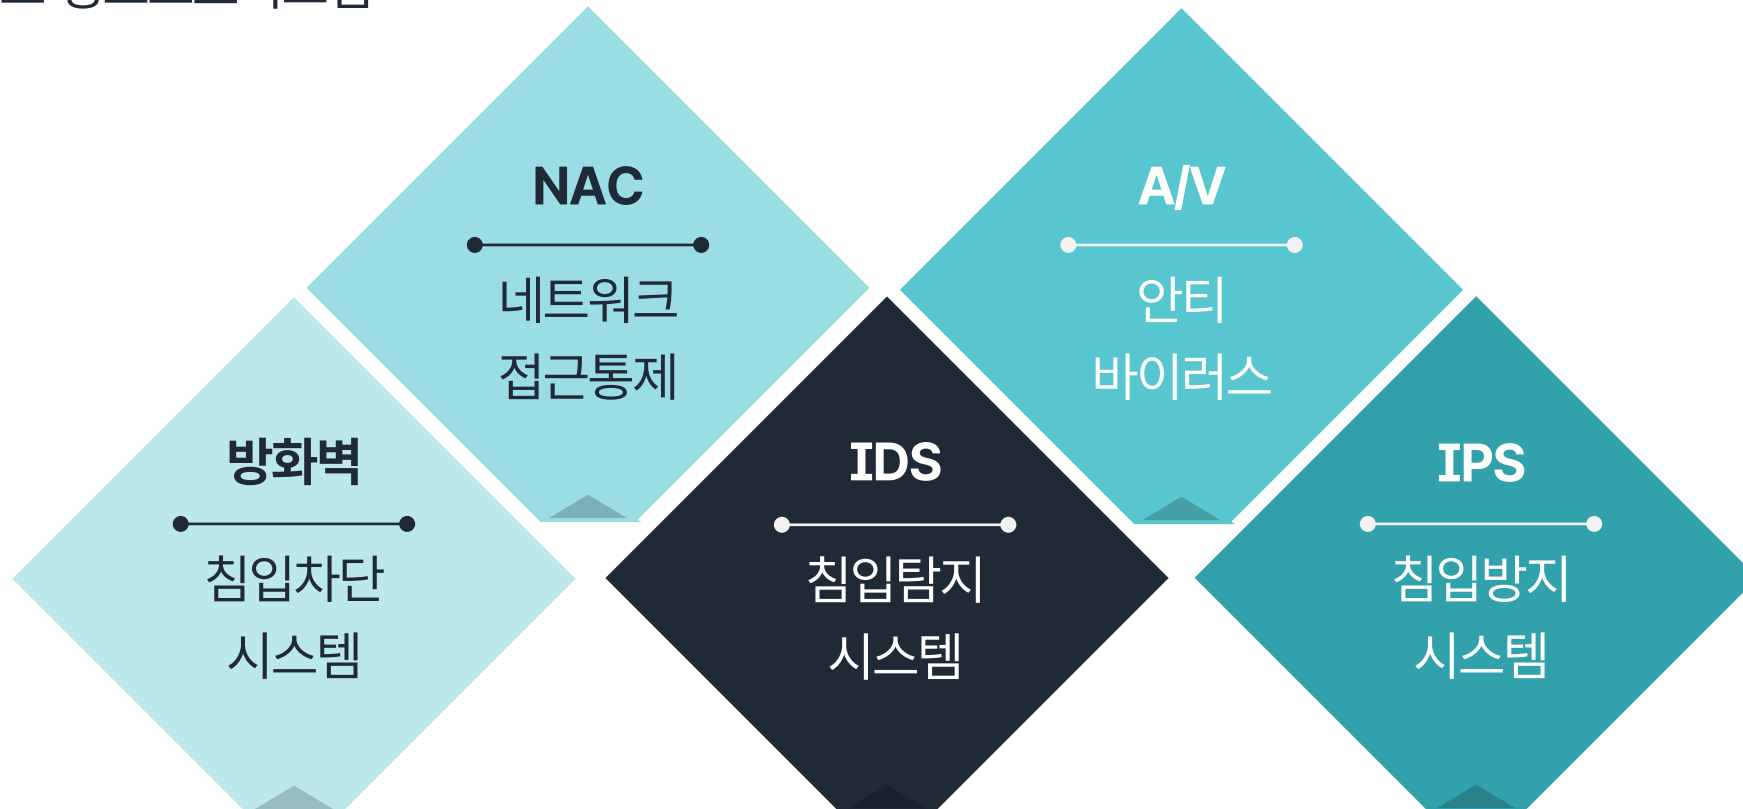 NAC
네트워크
접근통제
A/V
안티
바이러스
방화벽
침입차단
시스템
IDS
침입탐지
시스템
IPS
침입방지
시스템